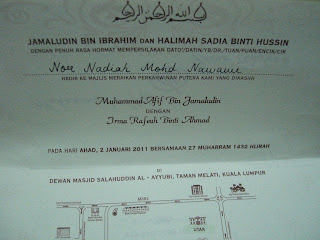 بسم الله الرحمن الرحيم
JAMALUDIN BIN IBRAHIM DAN HALIMAH SADIA BINTI HUSSIN
DENGAN PENUH RASA HORMAT MEMPERSILAKAN DATO'/DATIN/YB/DR./TUAN/PUAN/ENCIK/CIK
Noor Nadiah Mohd Nawawi
HADIR KE MAJLIS MERAIKAN PERKAHWINAN PUTERA KAMI YANG DIKASIHI
Muhammad Afif Bin Jamaludin
DENGAN
Irma Rafeah Binti Ahmad
PADA HARI AHAD, 2 JANUARI 2011 BERSAMAAN 27 MUHARRAM 1432 HIJRAH
DI
DEWAN MASJID SALAHUDDIN AL - AYYUBI, TAMAN MELATI, KUALA LUMPUR
MRR2
UTAR